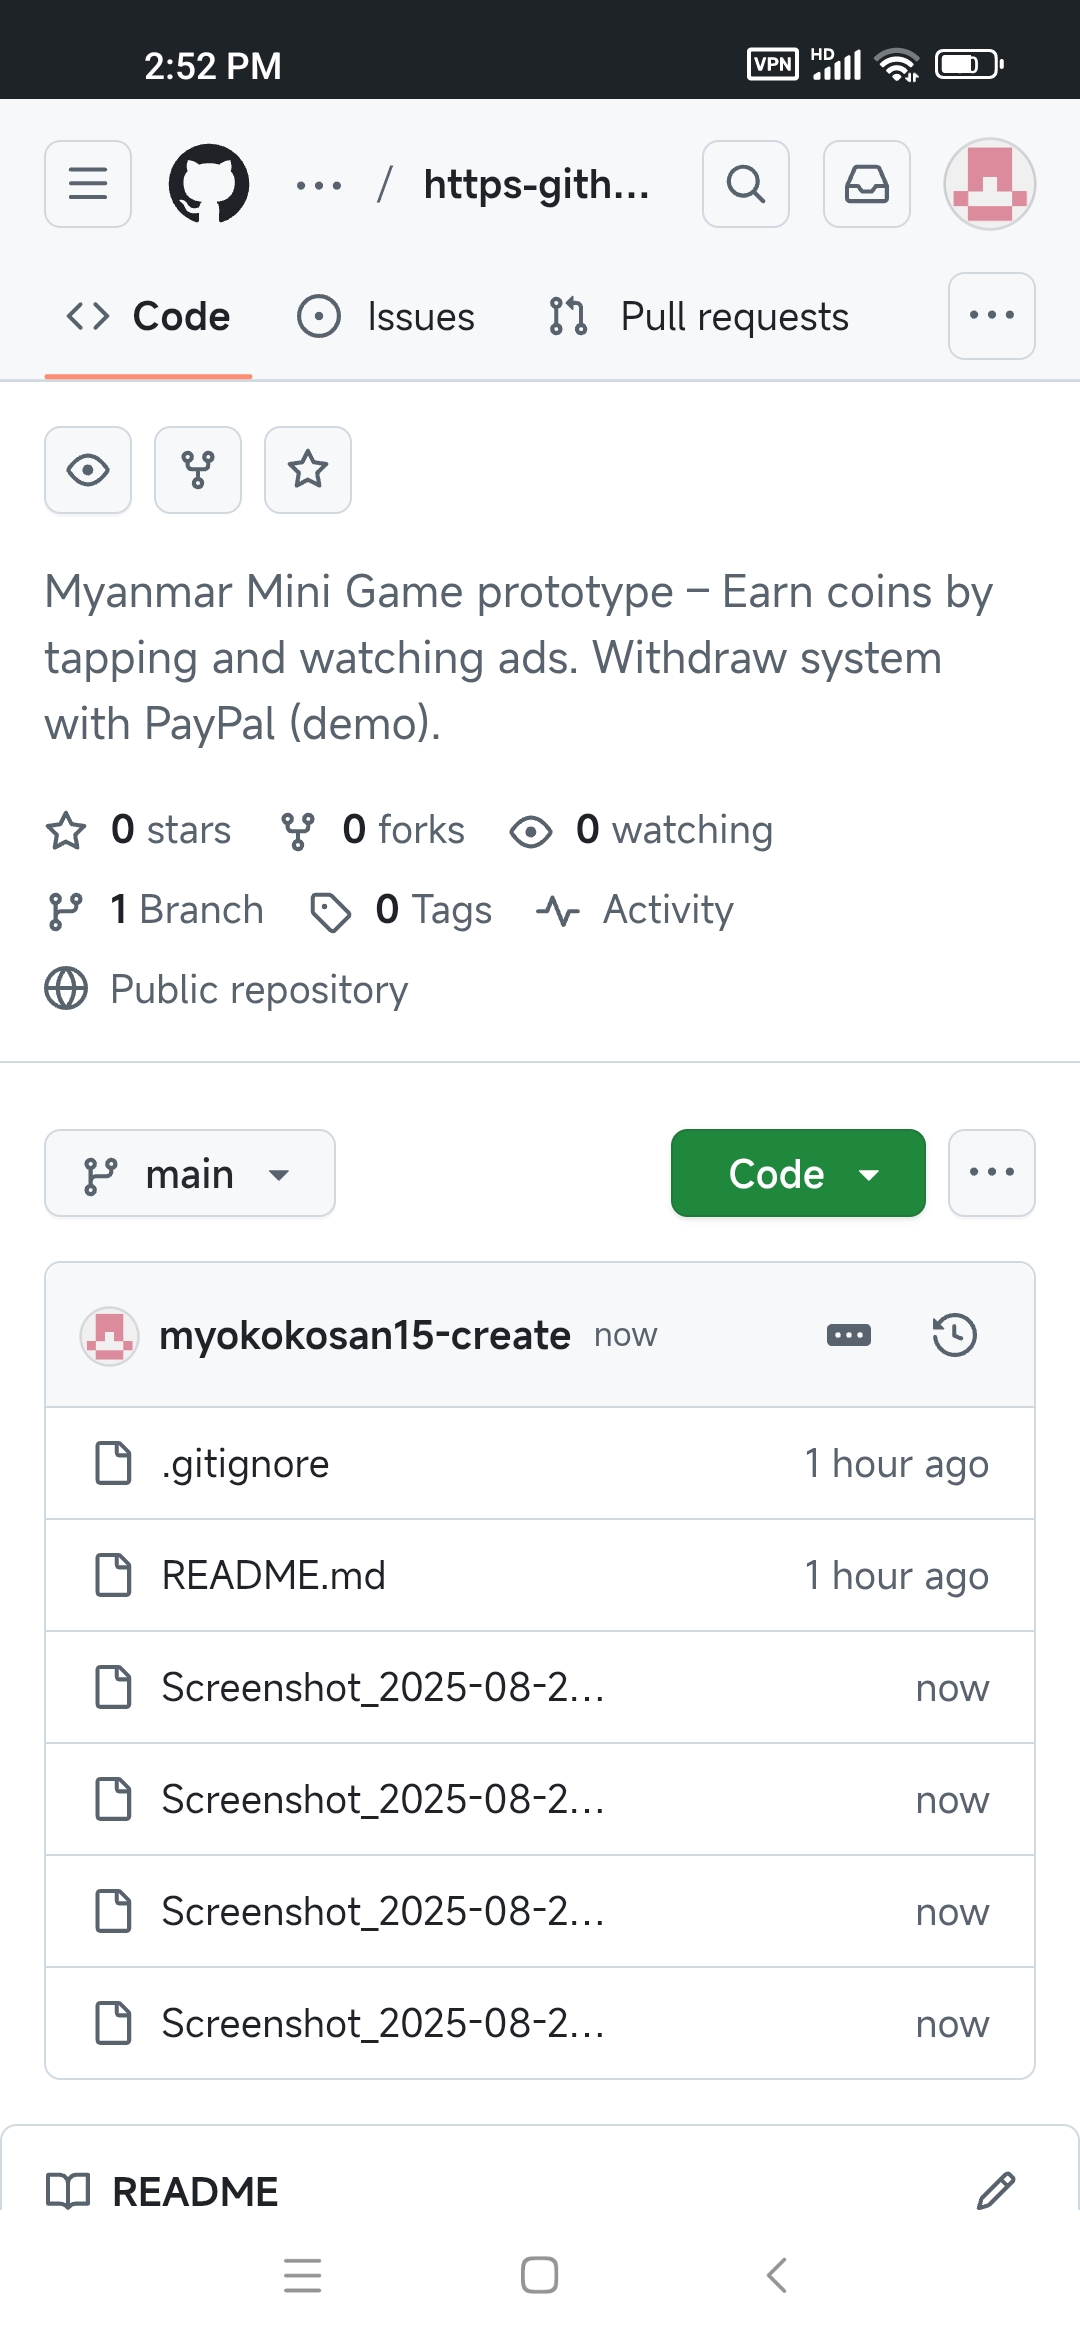 2:52 PM
VPN HD
... / https-gith...
Code Issues Pull requests
Myanmar Mini Game prototype – Earn coins by
tapping and watching ads. Withdraw system
with PayPal (demo).
0 stars 0 forks 0 watching
1 Branch 0 Tags Activity
Public repository
main Code
myokokosan15-create now
.gitignore 1 hour ago
README.md 1 hour ago
Screenshot_2025-08-2... now
Screenshot_2025-08-2... now
Screenshot_2025-08-2... now
Screenshot_2025-08-2... now
README